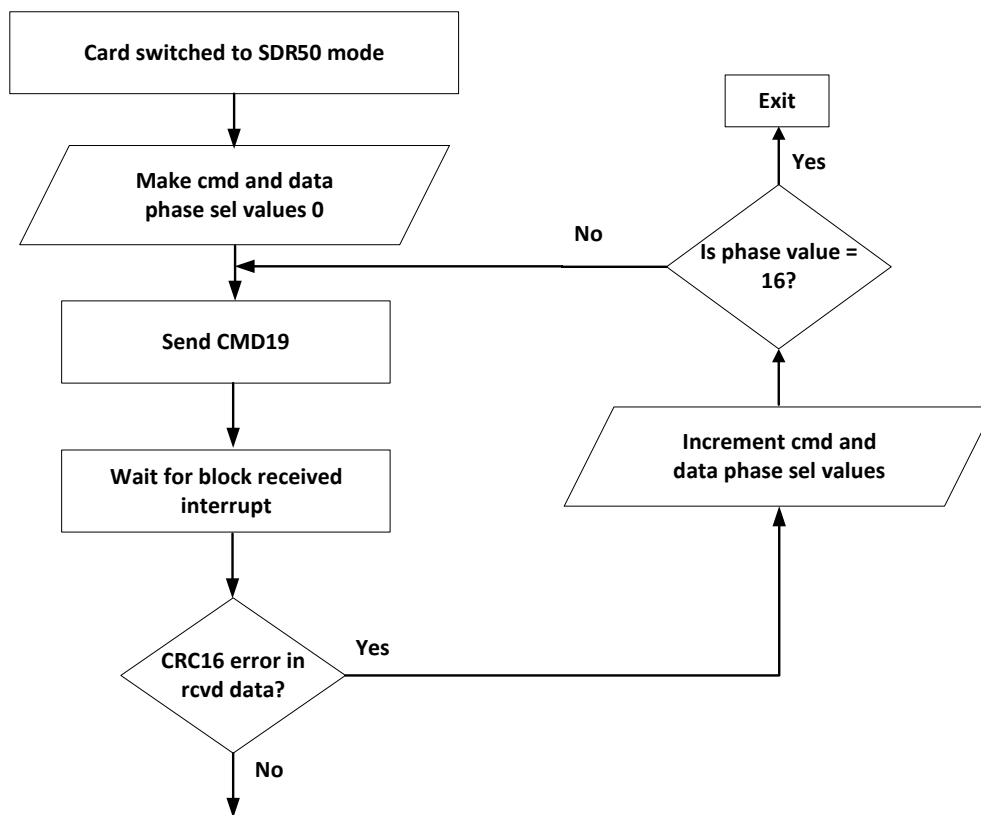 Card switched to SDR50 mode
Make cmd and data
phase sel values 0
Send CMD19
Wait for block received
interrupt
CRC16 error in
rcvd data?
Yes
No
Increment cmd and
data phase sel values
Is phase value =
16?
No
Yes
Exit